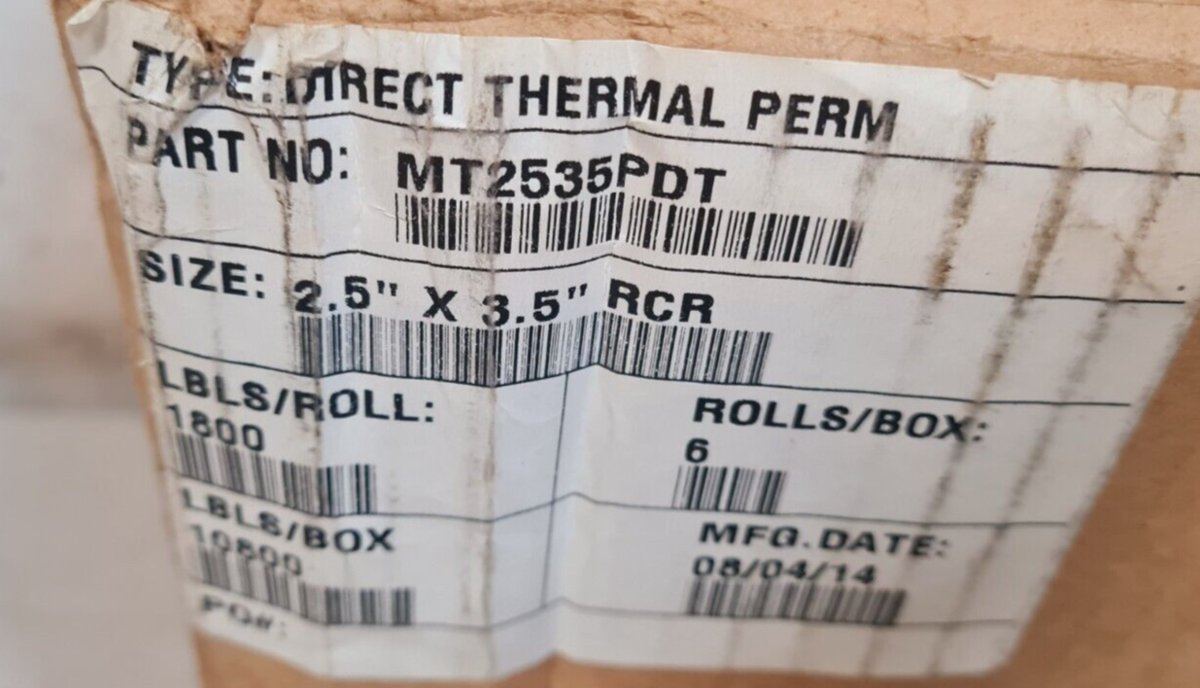 TYPE: DIRECT THERMAL PERM
PART NO: MT2535PDT
SIZE: 2.5" X 3.5" RCR
LBLS/ROLL:
1800
ROLLS/BOX:
6
LBLS/BOX
10800
MFG.DATE:
08/04/14
PO#: